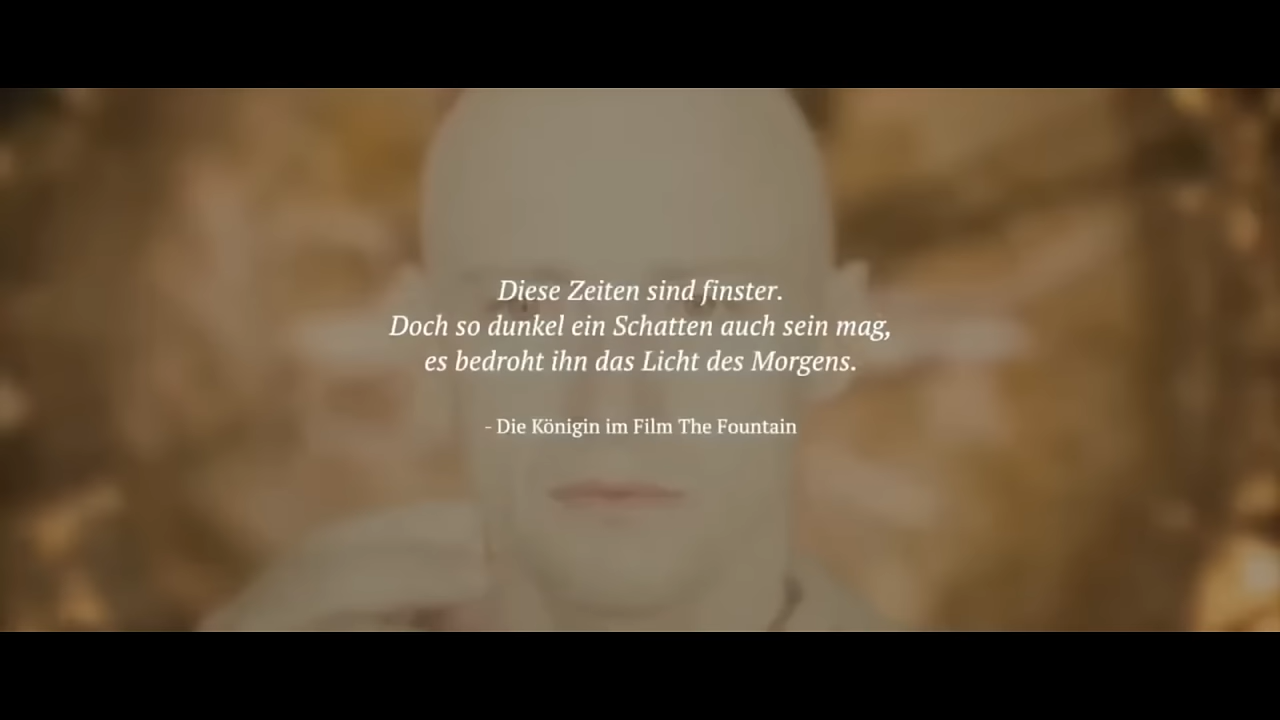 Diese Zeiten sind finster.
Doch so dunkel ein Schatten auch sein mag,
es bedroht ihn das Licht des Morgens.
- Die Königin im Film The Fountain